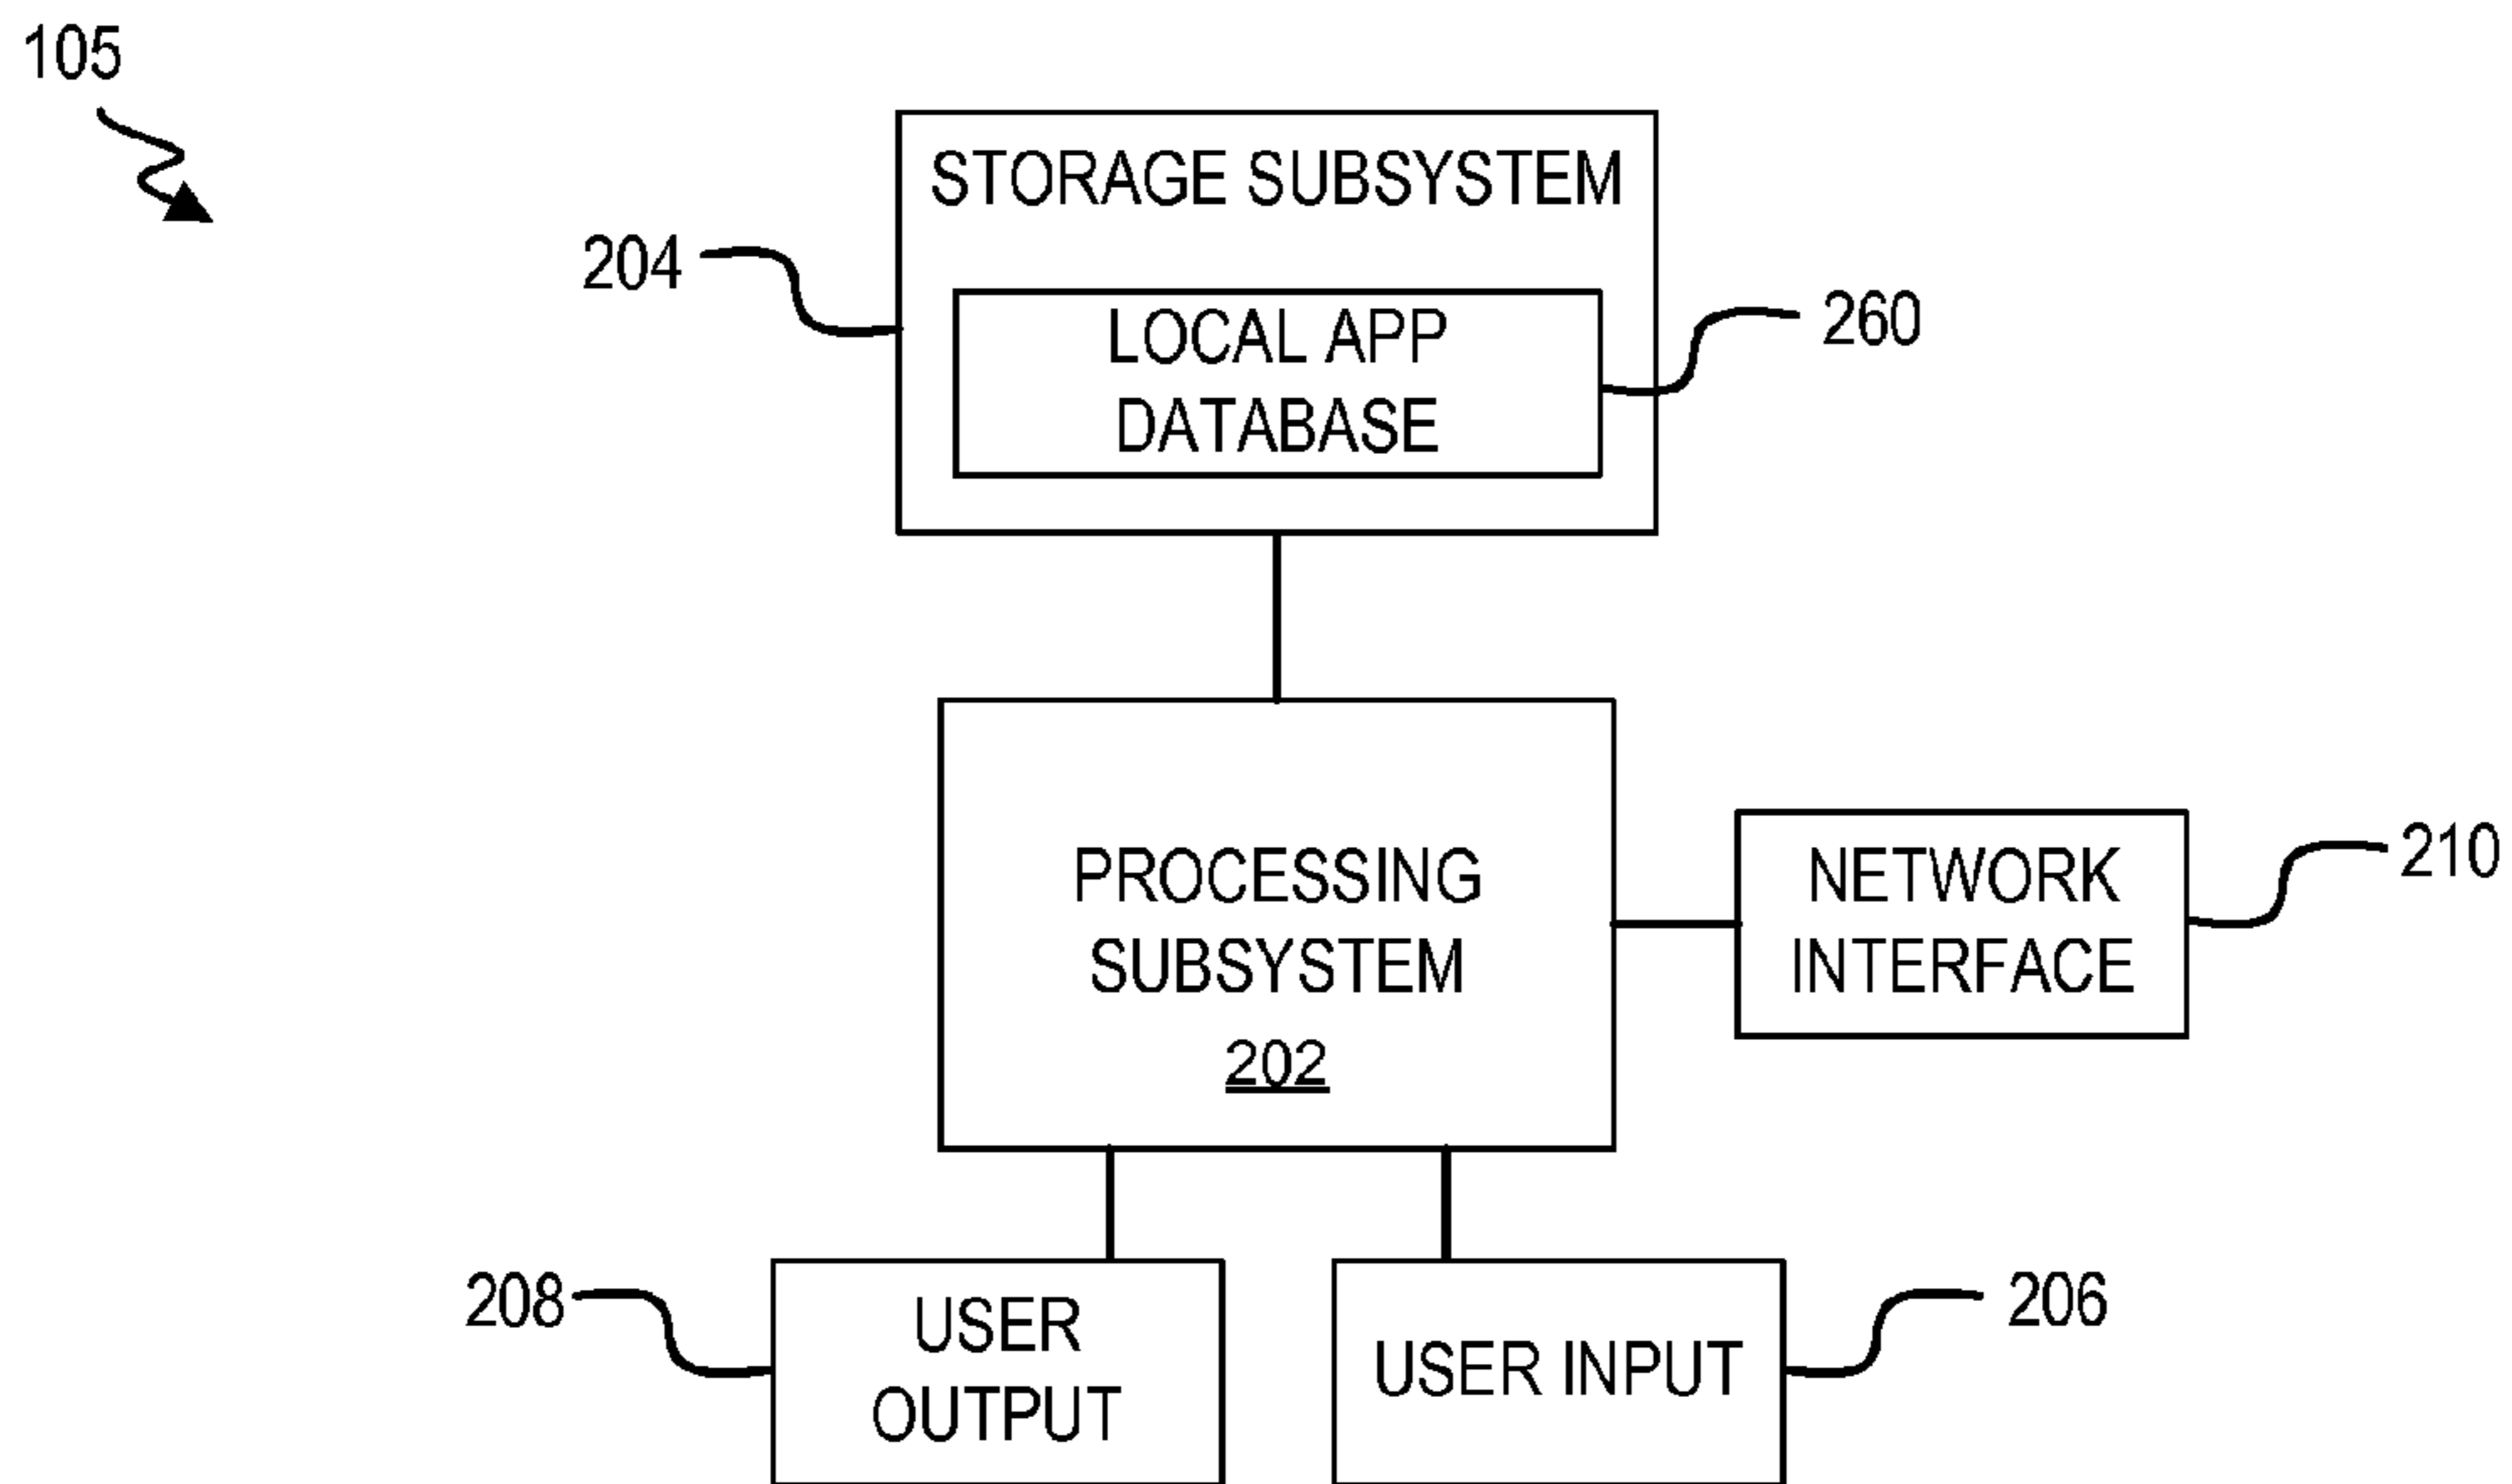 105
STORAGE SUBSYSTEM
204
260
LOCAL APP
DATABASE
PROCESSING
SUBSYSTEM
202
NETWORK
INTERFACE
210
208
USER
OUTPUT
USER INPUT
206